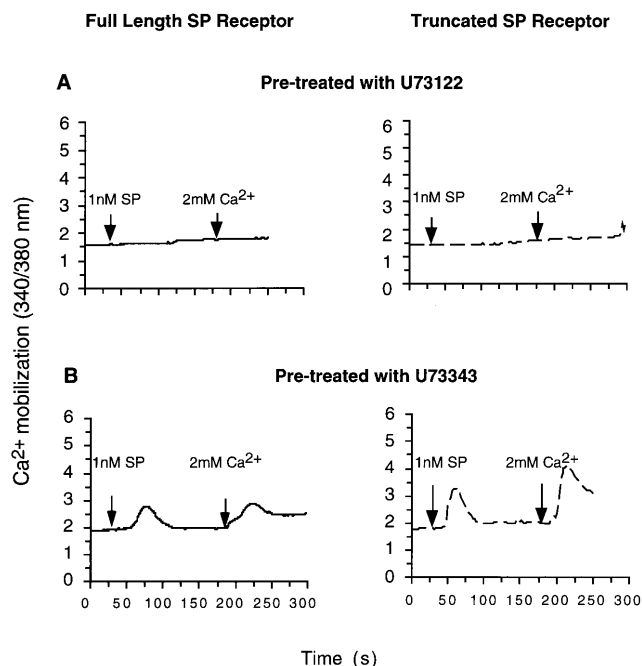 Full Length SP Receptor
Truncated SP Receptor
A
Pre-treated with U73122
6
5
4
3
2
1
0
1nM SP
2mM Ca2+
6
5
4
3
2
1
0
1nM SP
2mM Ca2+
Ca2+ mobilization (340/380 nm)
B
Pre-treated with U73343
6
5
4
3
2
1
0
1nM SP
2mM Ca2+
0 50 100 150 200 250 300
6
5
4
3
2
1
0
1nM SP
2mM Ca2+
0 50 100 150 200 250 300
Time (s)